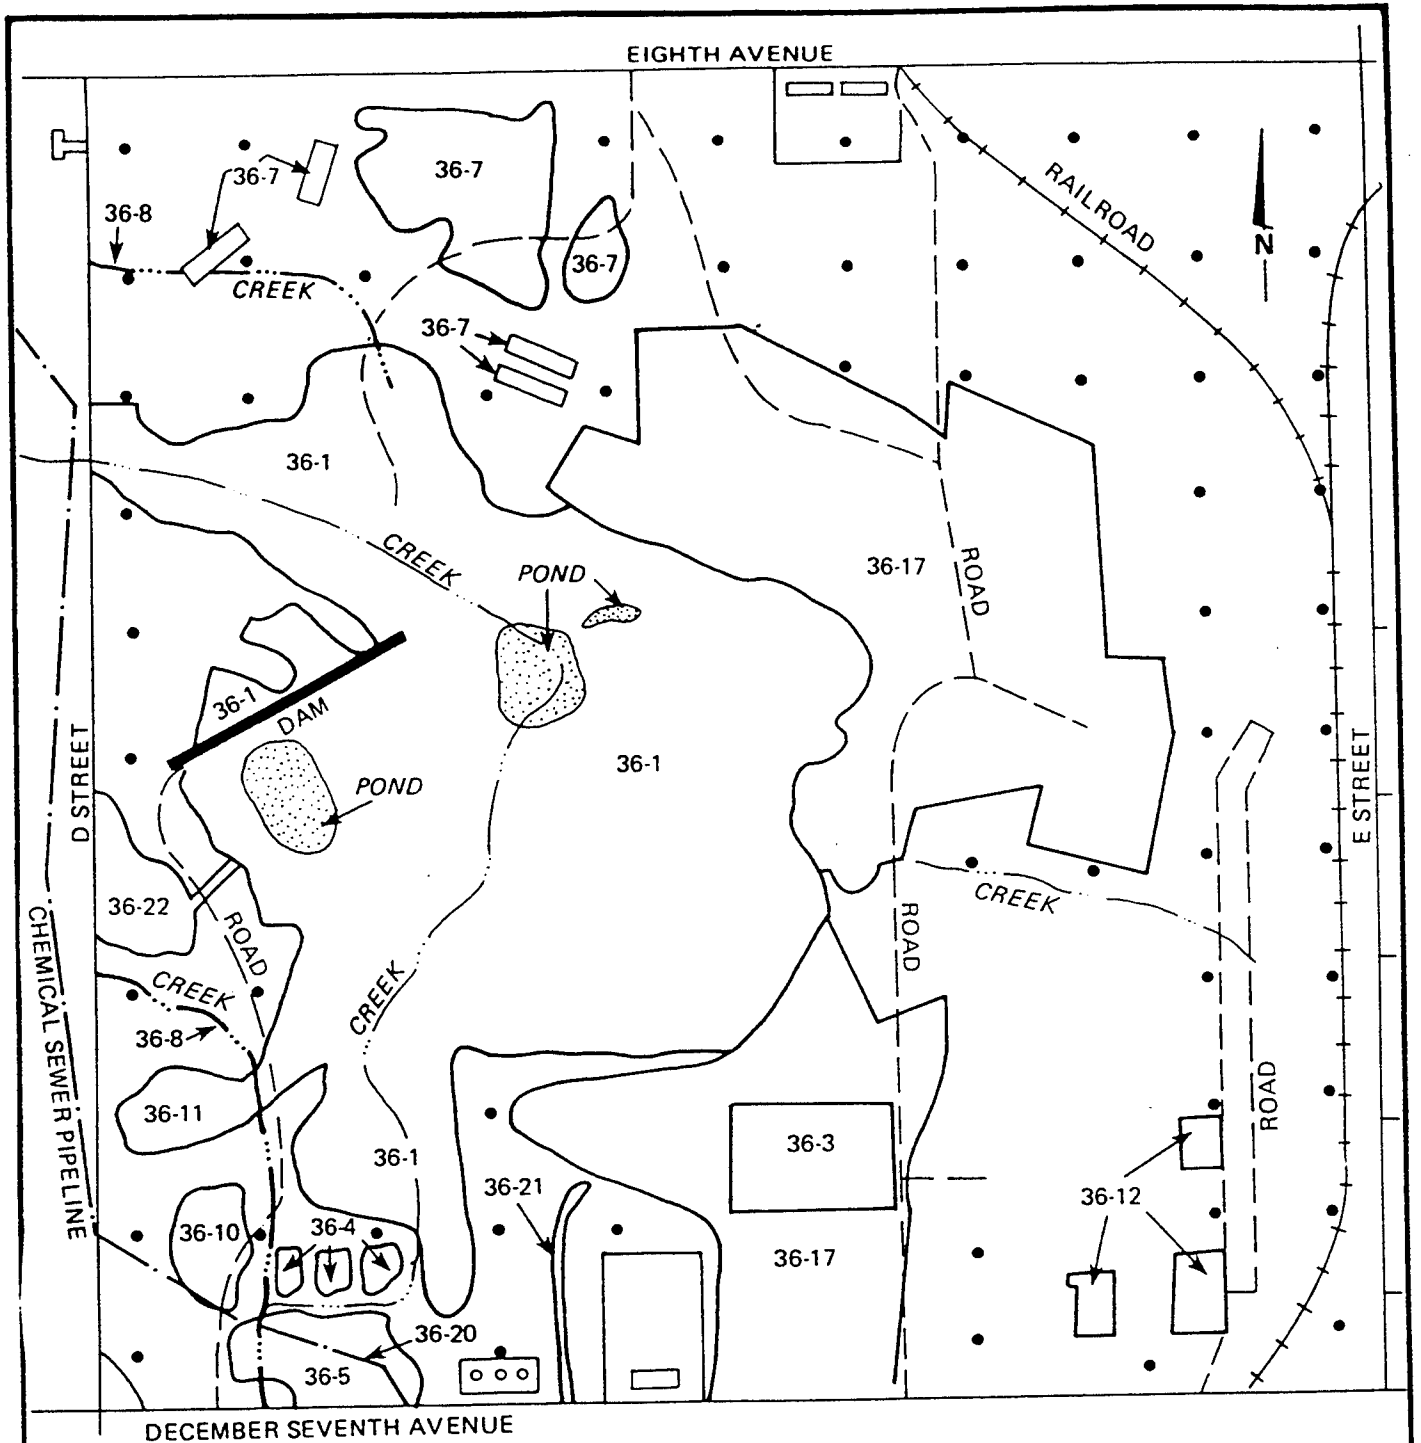 EIGHTH AVENUE
36-7
36-7
36-8
RAILROAD
N
36-7
CREEK
36-7
36-1
CREEK
POND
36-17
ROAD
36-1
DAM
D STREET
POND
36-1
E STREET
36-22
ROAD
CREEK
ROAD
CREEK
CREEK
CHEMICAL SEWER PIPELINE
36-8
36-11
36-1
36-3
ROAD
36-21
36-12
36-10
36-4
36-17
36-20
36-5
DECEMBER SEVENTH AVENUE